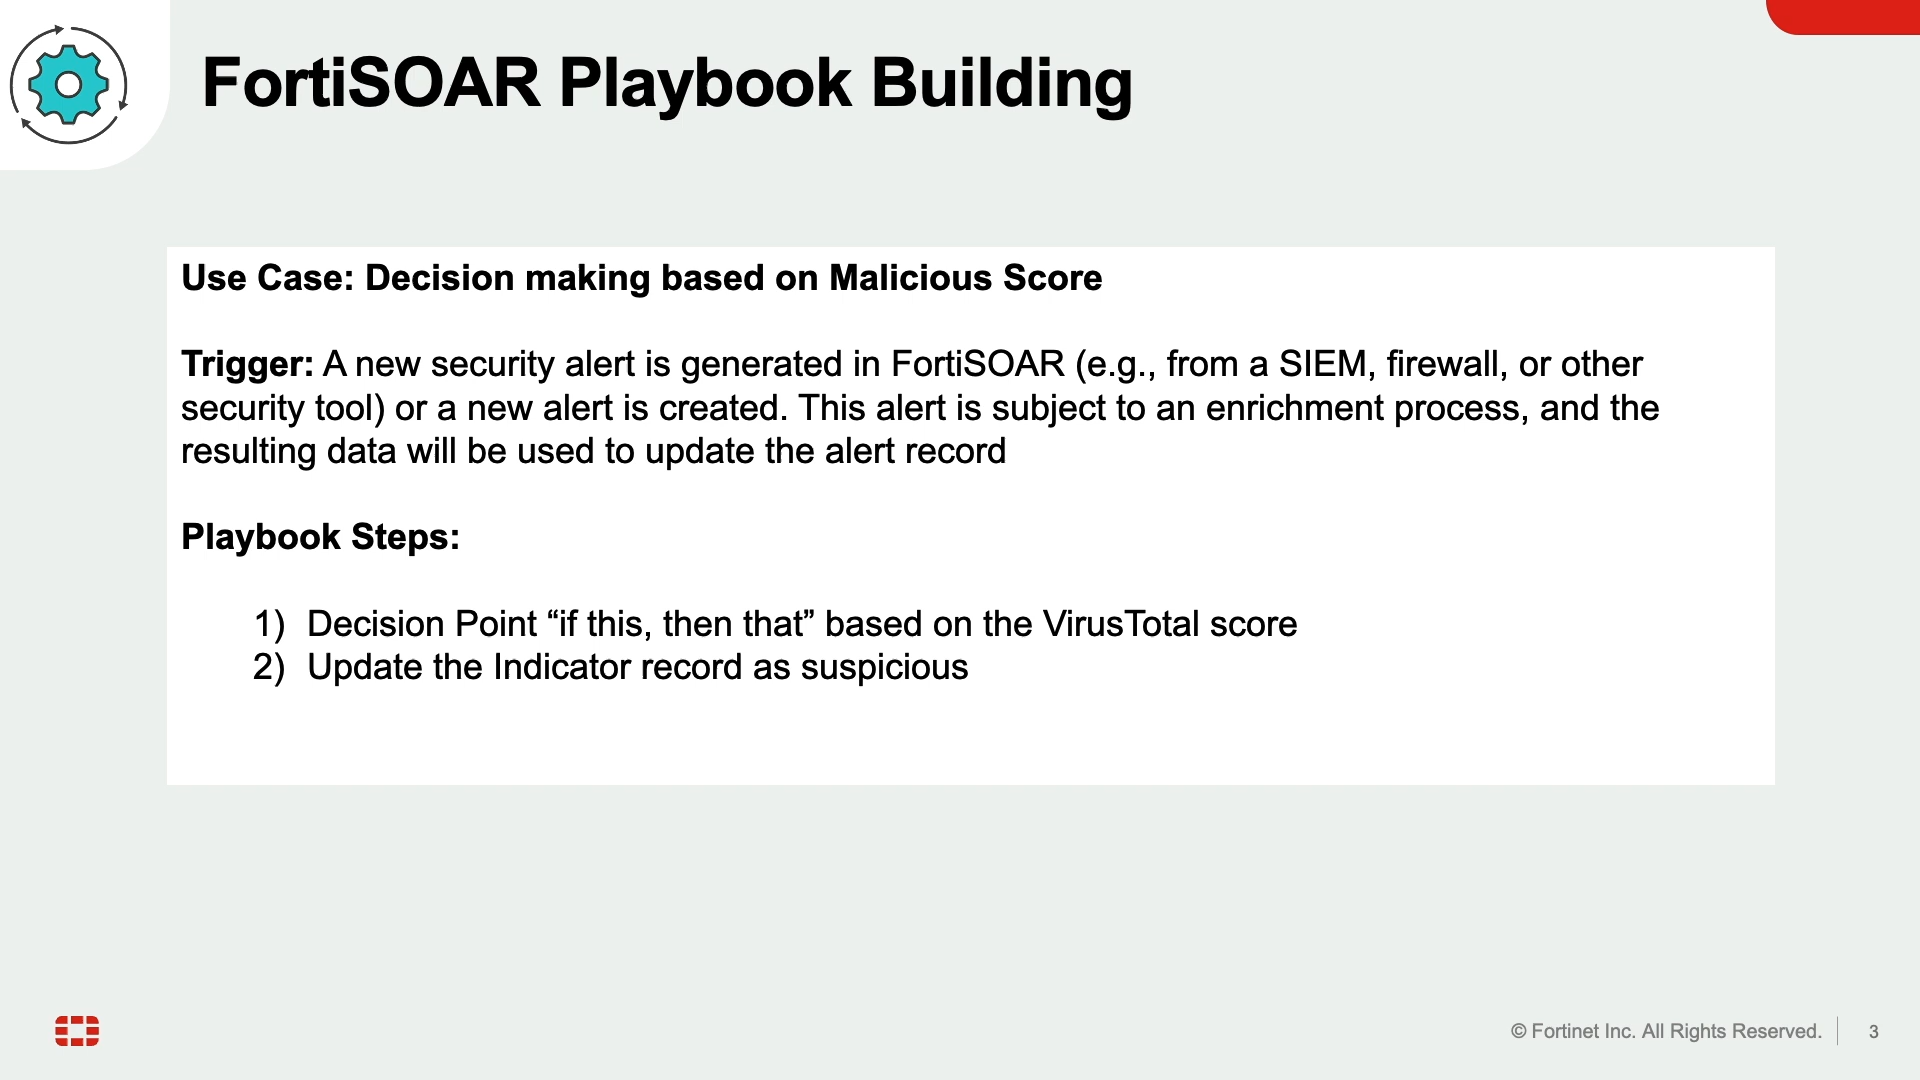 FortiSOAR Playbook Building
Use Case: Decision making based on Malicious Score
Trigger: A new security alert is generated in FortiSOAR (e.g., from a SIEM, firewall, or other
security tool) or a new alert is created. This alert is subject to an enrichment process, and the
resulting data will be used to update the alert record
Playbook Steps:
1) Decision Point “if this, then that” based on the VirusTotal score
2) Update the Indicator record as suspicious
© Fortinet Inc. All Rights Reserved. 3